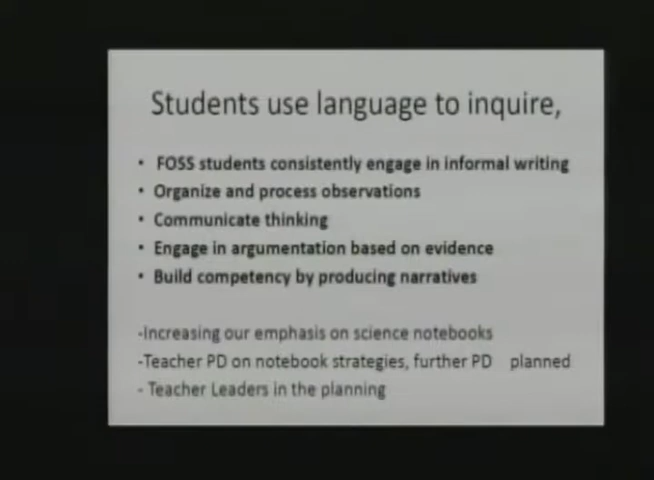 Students use language to inquire,
• FOSS students consistently engage in informal writing
• Organize and process observations
• Communicate thinking
• Engage in argumentation based on evidence
• Build competency by producing narratives
-Increasing our emphasis on science notebooks
-Teacher PD on notebook strategies, further PD planned
- Teacher Leaders in the planning